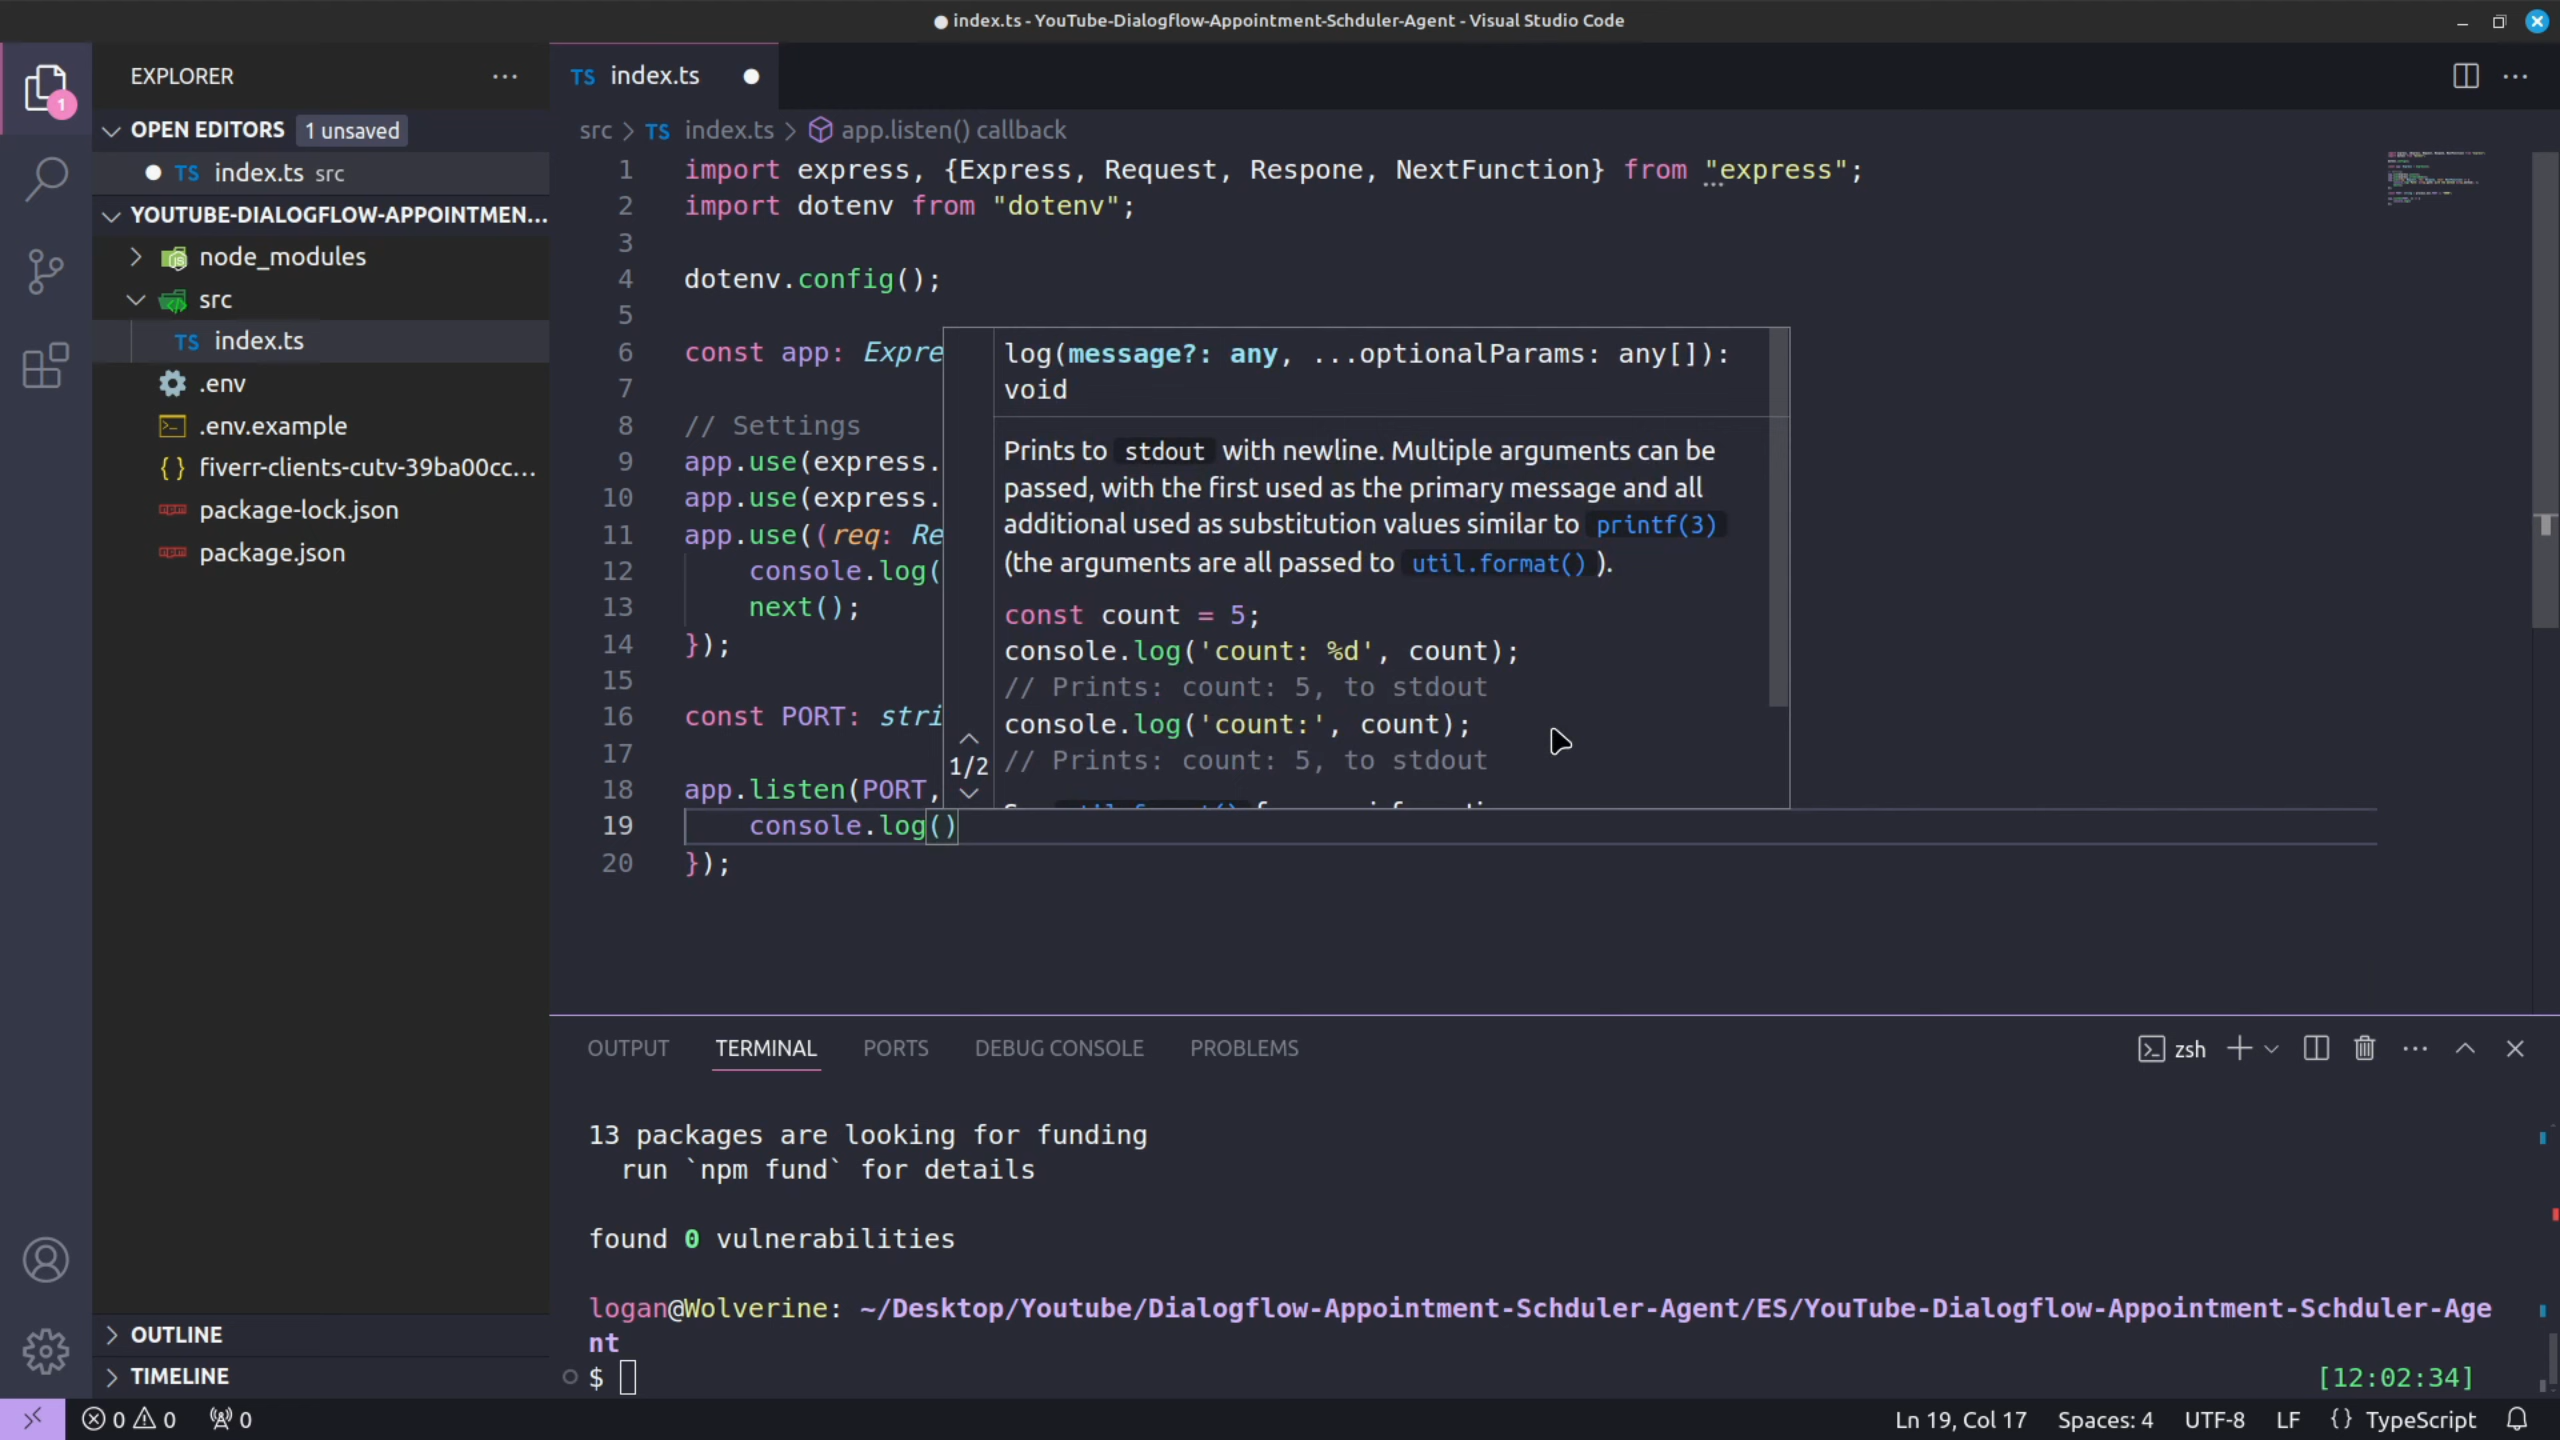 index.ts - YouTube-Dialogflow-Appointment-Schduler-Agent - Visual Studio Code
EXPLORER
OPEN EDITORS 1 unsaved
TS index.ts src
YOUTUBE-DIALOGFLOW-APPOINTMEN...
node_modules
src
TS index.ts
.env
.env.example
{ } fiverr-clients-cutv-39ba00cc...
package-lock.json
package.json
OUTLINE
TIMELINE
1
TS index.ts
src > TS index.ts > app.listen() callback
1 import express, {Express, Request, Respone, NextFunction} from "express";
2 import dotenv from "dotenv";
3
4 dotenv.config();
5
6 const app: Expre
7
8 // Settings
9 app.use(express.
10 app.use(express.
11 app.use((req: Re
12 console.log(
13 next();
14 });
15
16 const PORT: stri
17
18 app.listen(PORT,
19 console.log()
20 });
log(message?: any, ...optionalParams: any[]):
void
Prints to stdout with newline. Multiple arguments can be
passed, with the first used as the primary message and all
additional used as substitution values similar to printf(3)
(the arguments are all passed to util.format() ).
const count = 5;
console.log('count: %d', count);
// Prints: count: 5, to stdout
console.log('count:', count);
// Prints: count: 5, to stdout
1/2
OUTPUT TERMINAL PORTS DEBUG CONSOLE PROBLEMS
zsh
13 packages are looking for funding
run `npm fund` for details
found 0 vulnerabilities
logan@Wolverine: ~/Desktop/Youtube/Dialogflow-Appointment-Schduler-Agent/ES/YouTube-Dialogflow-Appointment-Schduler-Age
nt
$ [12:02:34]
0 0 0
Ln 19, Col 17 Spaces: 4 UTF-8 LF {} TypeScript